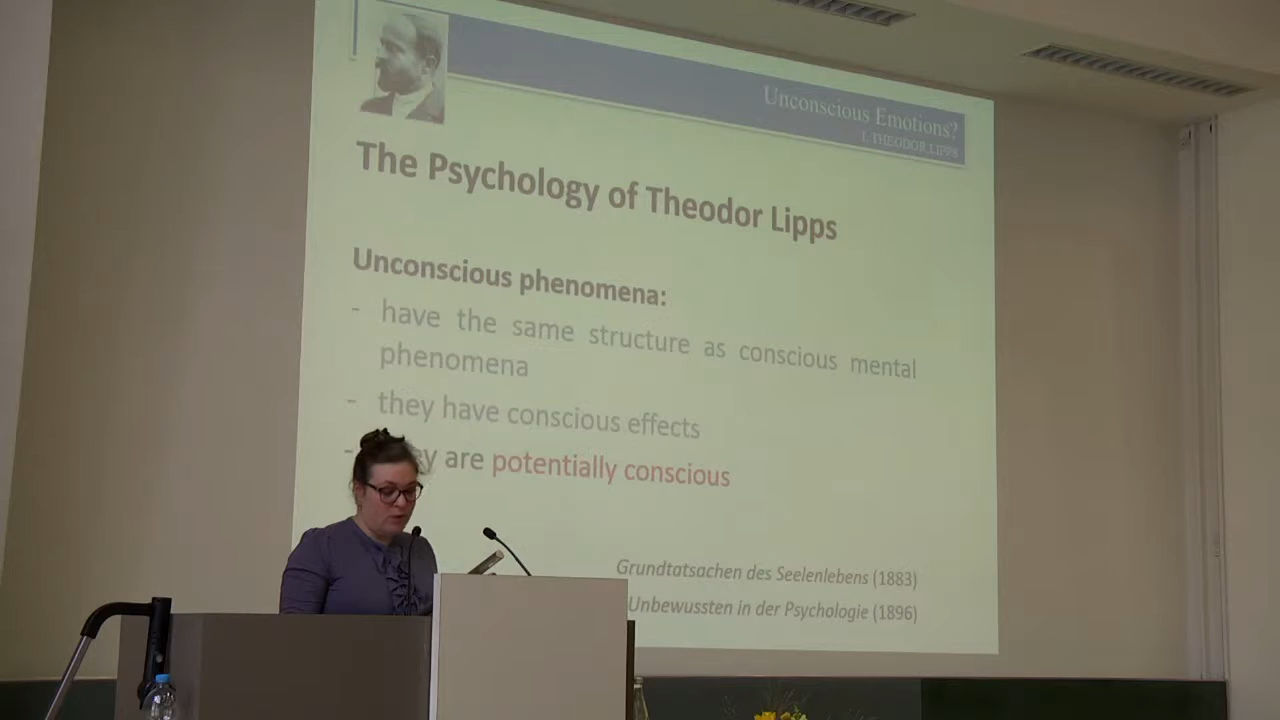 Unconscious Emotions?
1. THEODOR LIPPS
The Psychology of Theodor Lipps
Unconscious phenomena:
- have the same structure as conscious mental
phenomena
- they have conscious effects
- are potentially conscious
Grundtatsachen des Seelenlebens (1883)
Unbewussten in der Psychologie (1896)